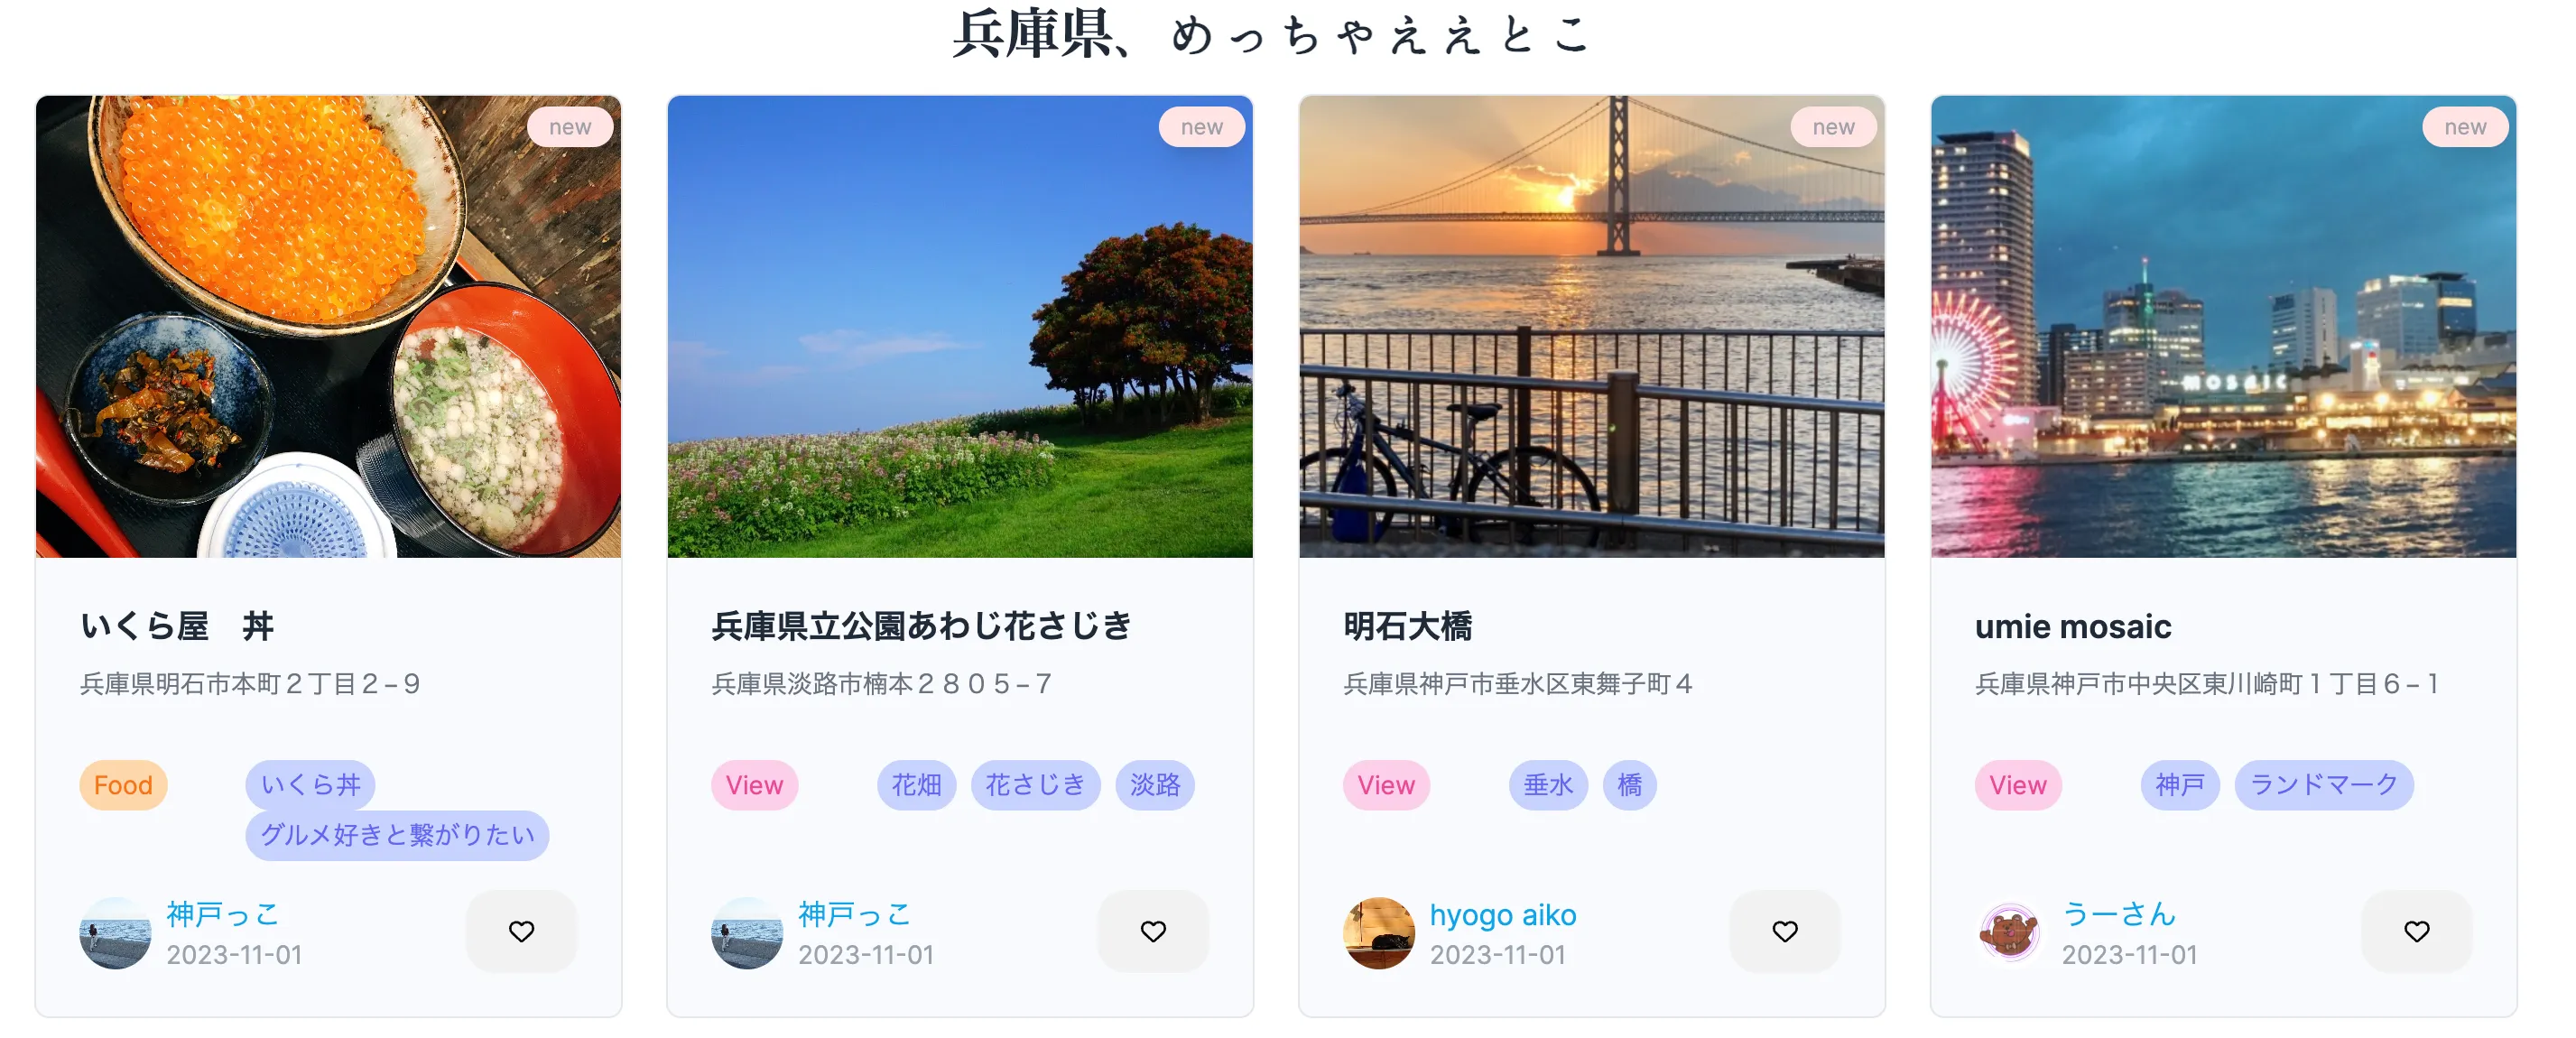 兵庫県、めっちゃええとこ
new
いくら屋　丼
兵庫県明石市本町２丁目２−９
Food
いくら丼
グルメ好きと繋がりたい
神戸っこ
2023-11-01
new
兵庫県立公園あわじ花さじき
兵庫県淡路市楠本２８０５−７
View 花畑 花さじき 淡路
神戸っこ
2023-11-01
new
明石大橋
兵庫県神戸市垂水区東舞子町４
View 垂水 橋
hyogo aiko
2023-11-01
new
MOSAIC
umie mosaic
兵庫県神戸市中央区東川崎町１丁目６−１
View 神戸 ランドマーク
うーさん
2023-11-01